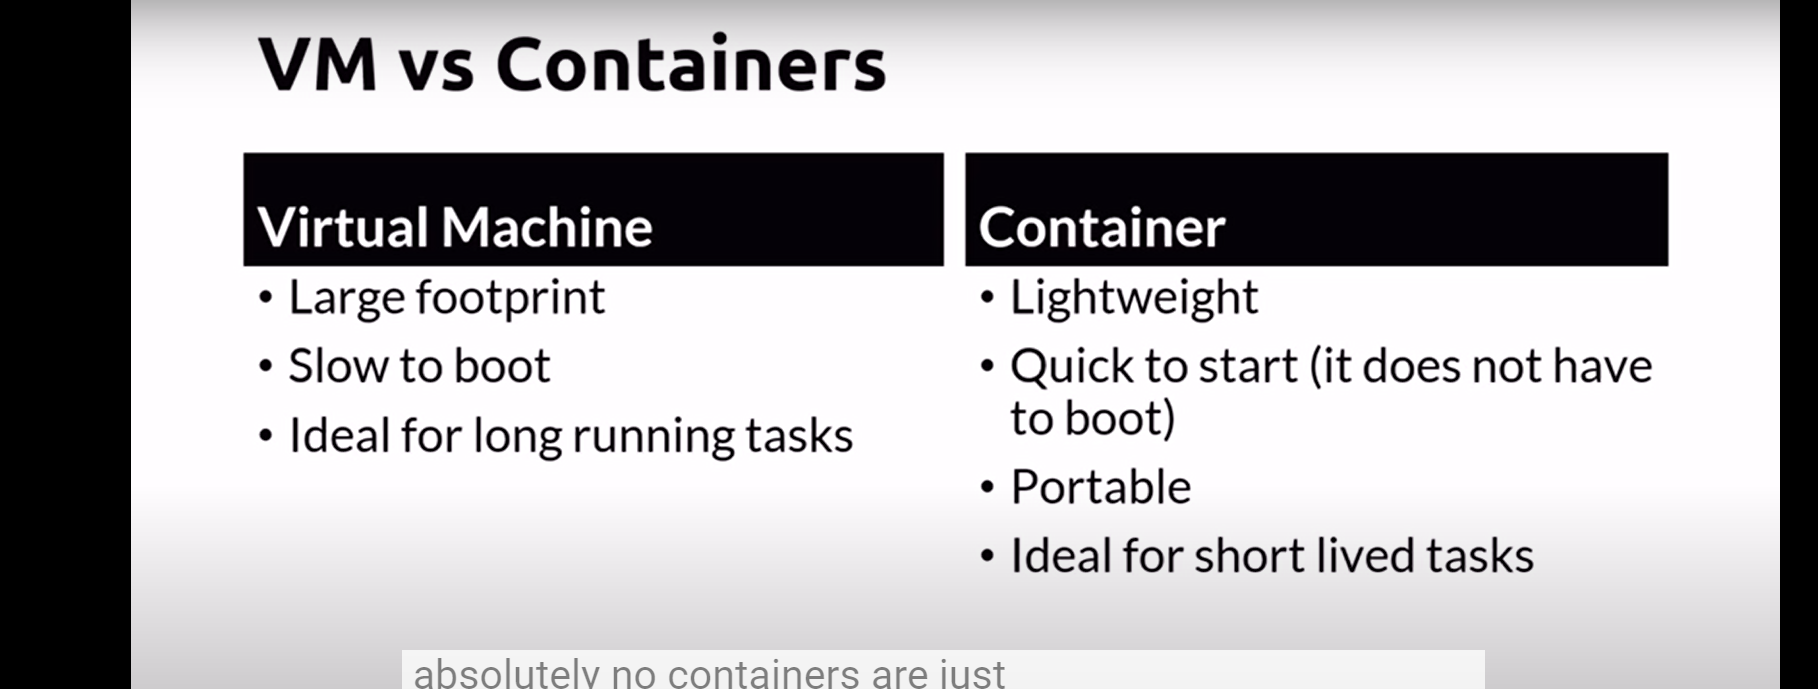 VM vs Containers
Virtual Machine
• Large footprint
• Slow to boot
• Ideal for long running tasks
Container
• Lightweight
• Quick to start (it does not have
to boot)
• Portable
• Ideal for short lived tasks
absolutely no containers are just